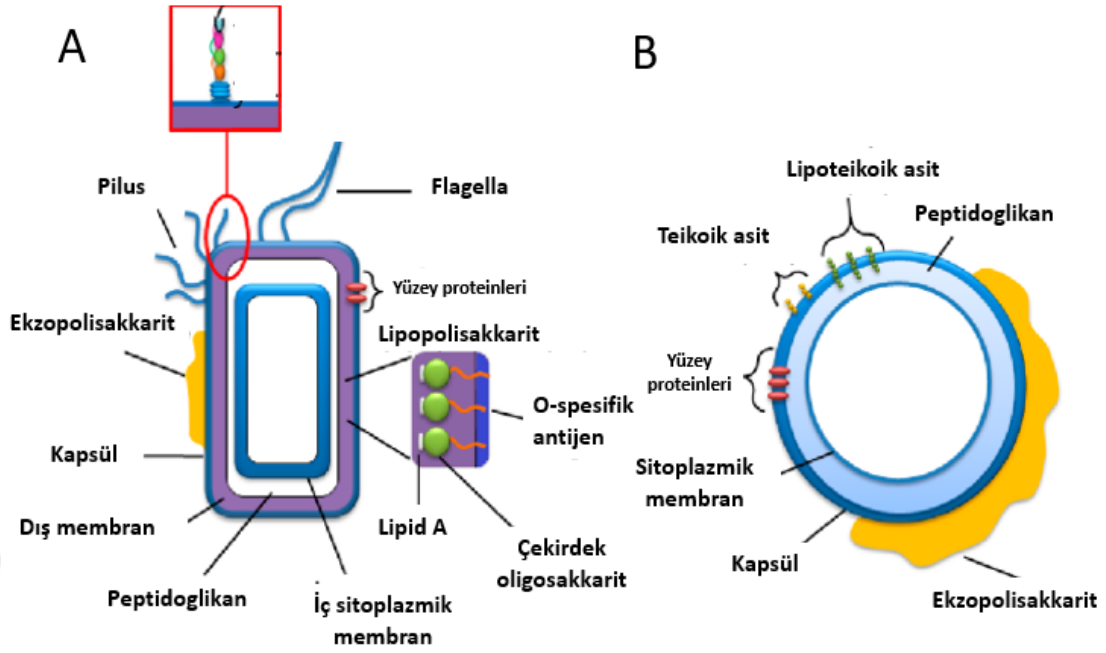 A
B
Pilus
Flagella
Yüzey proteinleri
Ekzopolisakkarit
Lipopolisakkarit
O-spesifik
antijen
Kapsül
Dış membran
Lipid A
Çekirdek
oligosakkarit
Peptidoglikan
İç sitoplazmik
membran
Lipoteikoik asit
Peptidoglikan
Teikoik asit
Yüzey
proteinleri
Sitoplazmik
membran
Kapsül
Ekzopolisakkarit